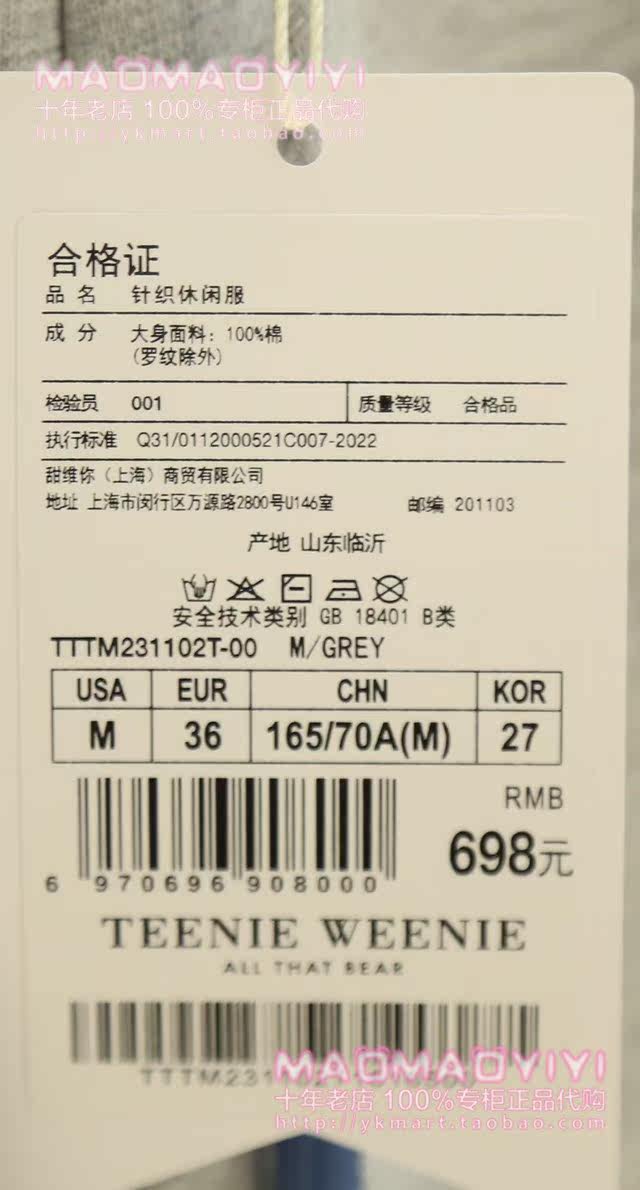 MAOMAOYIYI
十年老店 100%专柜正品代购
http://ykmart.taobao.com
合格证
品 名 针织休闲服
成 分 大身面料：100%棉
(罗纹除外)
检验员 001 质量等级 合格品
执行标准 Q31/0112000521C007-2022
甜维你（上海）商贸有限公司
地址 上海市闵行区万源路2800号U146室 邮编 201103
产地 山东临沂
安全技术类别 GB 18401 B类
TTTM231102T-00 M/GREY
USA EUR CHN KOR
M 36 165/70A(M) 27
RMB
698元
6 970696 908000
TEENIE WEENIE
ALL THAT BEAR
TTTM231
MAOMAOYIYI
十年老店 100%专柜正品代购
http://ykmart.taobao.com